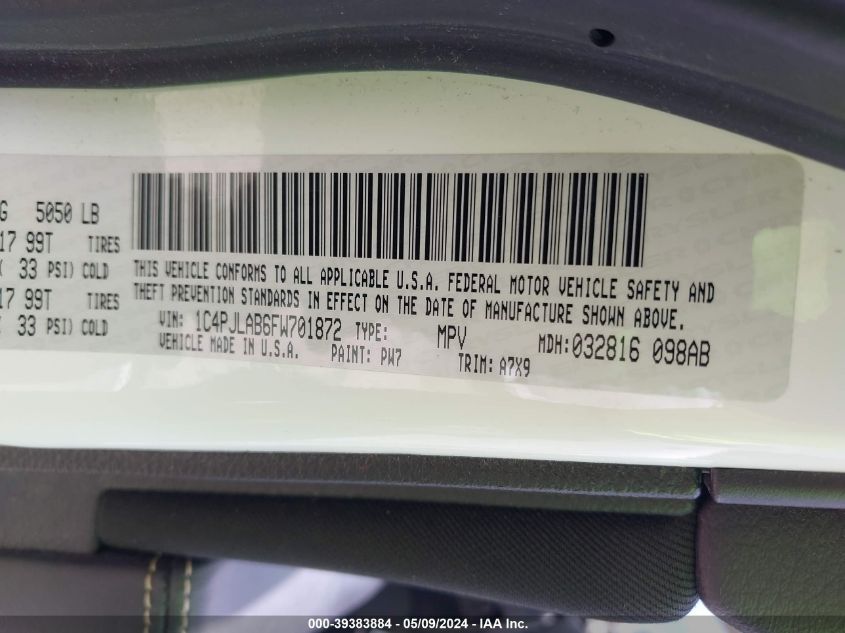 G 5050 LB
17 99T TIRES
( 33 PSI) COLD
17 99T TIRES
( 33 PSI) COLD
THIS VEHICLE CONFORMS TO ALL APPLICABLE U.S.A. FEDERAL MOTOR VEHICLE SAFETY AND
THEFT PREVENTION STANDARDS IN EFFECT ON THE DATE OF MANUFACTURE SHOWN ABOVE.
VIN: 1C4PJLAB6FW701872 TYPE: MPV MDH:032816 098AB
VEHICLE MADE IN U.S.A. PAINT: PW7 TRIM: A7X9
000-39383884 / 05/09/2024 - IAA Inc.